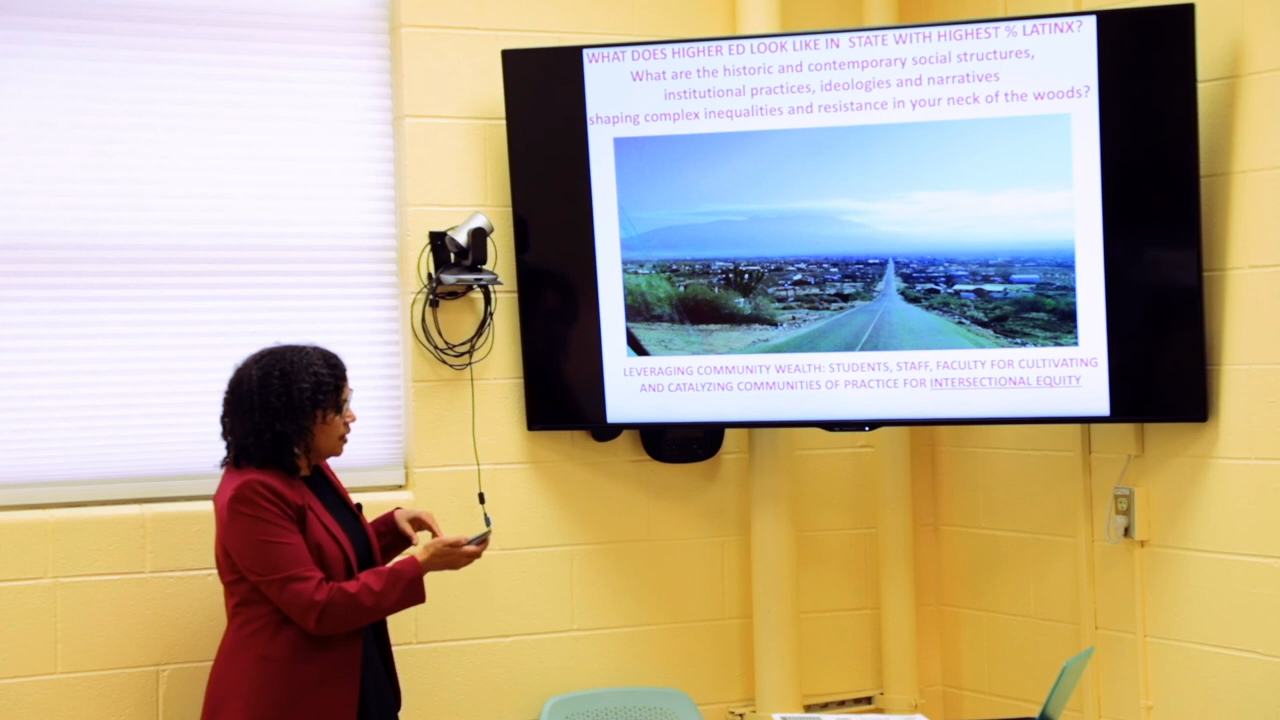 WHAT DOES HIGHER ED LOOK LIKE IN STATE WITH HIGHEST % LATINX?
What are the historic and contemporary social structures,
institutional practices, ideologies and narratives
shaping complex inequalities and resistance in your neck of the woods?
LEVERAGING COMMUNITY WEALTH: STUDENTS, STAFF, FACULTY FOR CULTIVATING
AND CATALYZING COMMUNITIES OF PRACTICE FOR INTERSECTIONAL EQUITY